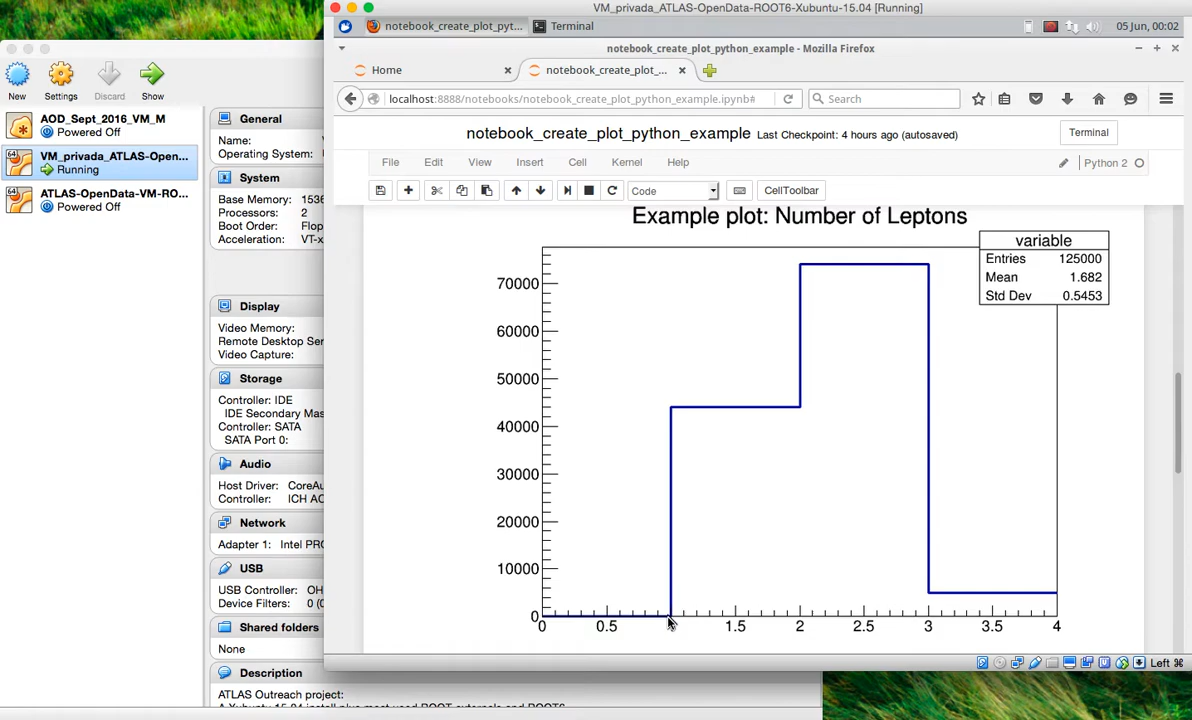 VM_privada_ATLAS-OpenData-ROOT6-Xubuntu-15.04 [Running]
notebook_create_plot_pyt...
Terminal
05 Jun, 00:02
notebook_create_plot_python_example - Mozilla Firefox
Home
notebook_create_plot_...
localhost:8888/notebooks/notebook_create_plot_python_example.ipynb#
Search
notebook_create_plot_python_example Last Checkpoint: 4 hours ago (autosaved)
Terminal
File Edit View Insert Cell Kernel Help
Python 2
Code
CellToolbar
New Settings Discard Show
AOD_Sept_2016_VM_M
Powered Off
64
VM_privada_ATLAS-Open...
Running
64
ATLAS-OpenData-VM-RO...
Powered Off
General
Name:
Operating System:
System
Base Memory: 1536
Processors: 2
Boot Order: Flop
Acceleration: VT-x
Display
Video Memory:
Remote Desktop Ser
Video Capture:
Storage
Controller: IDE
IDE Secondary Mas
Controller: SATA
SATA Port 0:
Audio
Host Driver: CoreAu
Controller: ICH AC
Network
Adapter 1: Intel PRO
USB
USB Controller: OH
Device Filters: 0 (0
Shared folders
None
Description
ATLAS Outreach project:
Example plot: Number of Leptons
variable
Entries 125000
Mean 1.682
Std Dev 0.5453
70000
60000
50000
40000
30000
20000
10000
0
0 0.5 1.5 2 2.5 3 3.5 4
Left ⌘